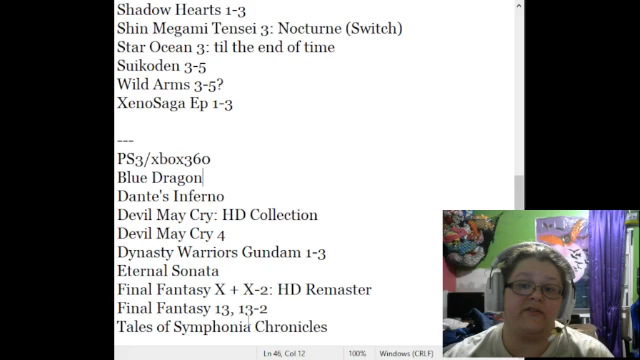 Shadow Hearts 1-3
Shin Megami Tensei 3: Nocturne (Switch)
Star Ocean 3: til the end of time
Suikoden 3-5
Wild Arms 3-5?
XenoSaga Ep 1-3
---
PS3/xbox360
Blue Dragon
Dante's Inferno
Devil May Cry: HD Collection
Devil May Cry 4
Dynasty Warriors Gundam 1-3
Eternal Sonata
Final Fantasy X + X-2: HD Remaster
Final Fantasy 13, 13-2
Tales of Symphonia Chronicles
Ln 46, Col 12 100% Windows (CRLF)